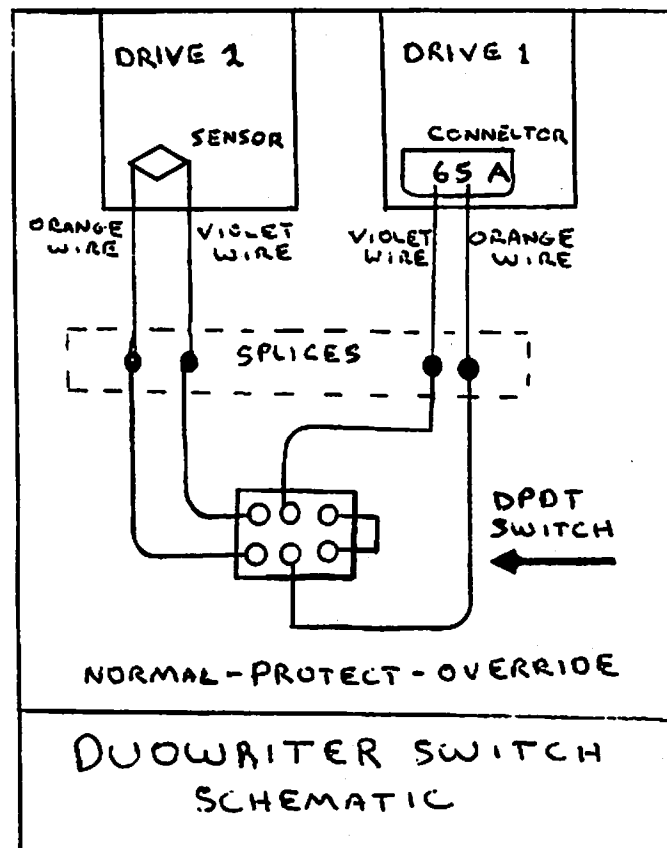 DRIVE 2
DRIVE 1
SENSOR
CONNELTOR
65 A
ORANGE
WIRE
VIOLET
WIRE
VIOLET
WIRE
ORANGE
WIRE
SPLICES
DPDT
SWITCH
NORMAL-PROTECT-OVERRIDE
DUOWRITER SWITCH
SCHEMATIC